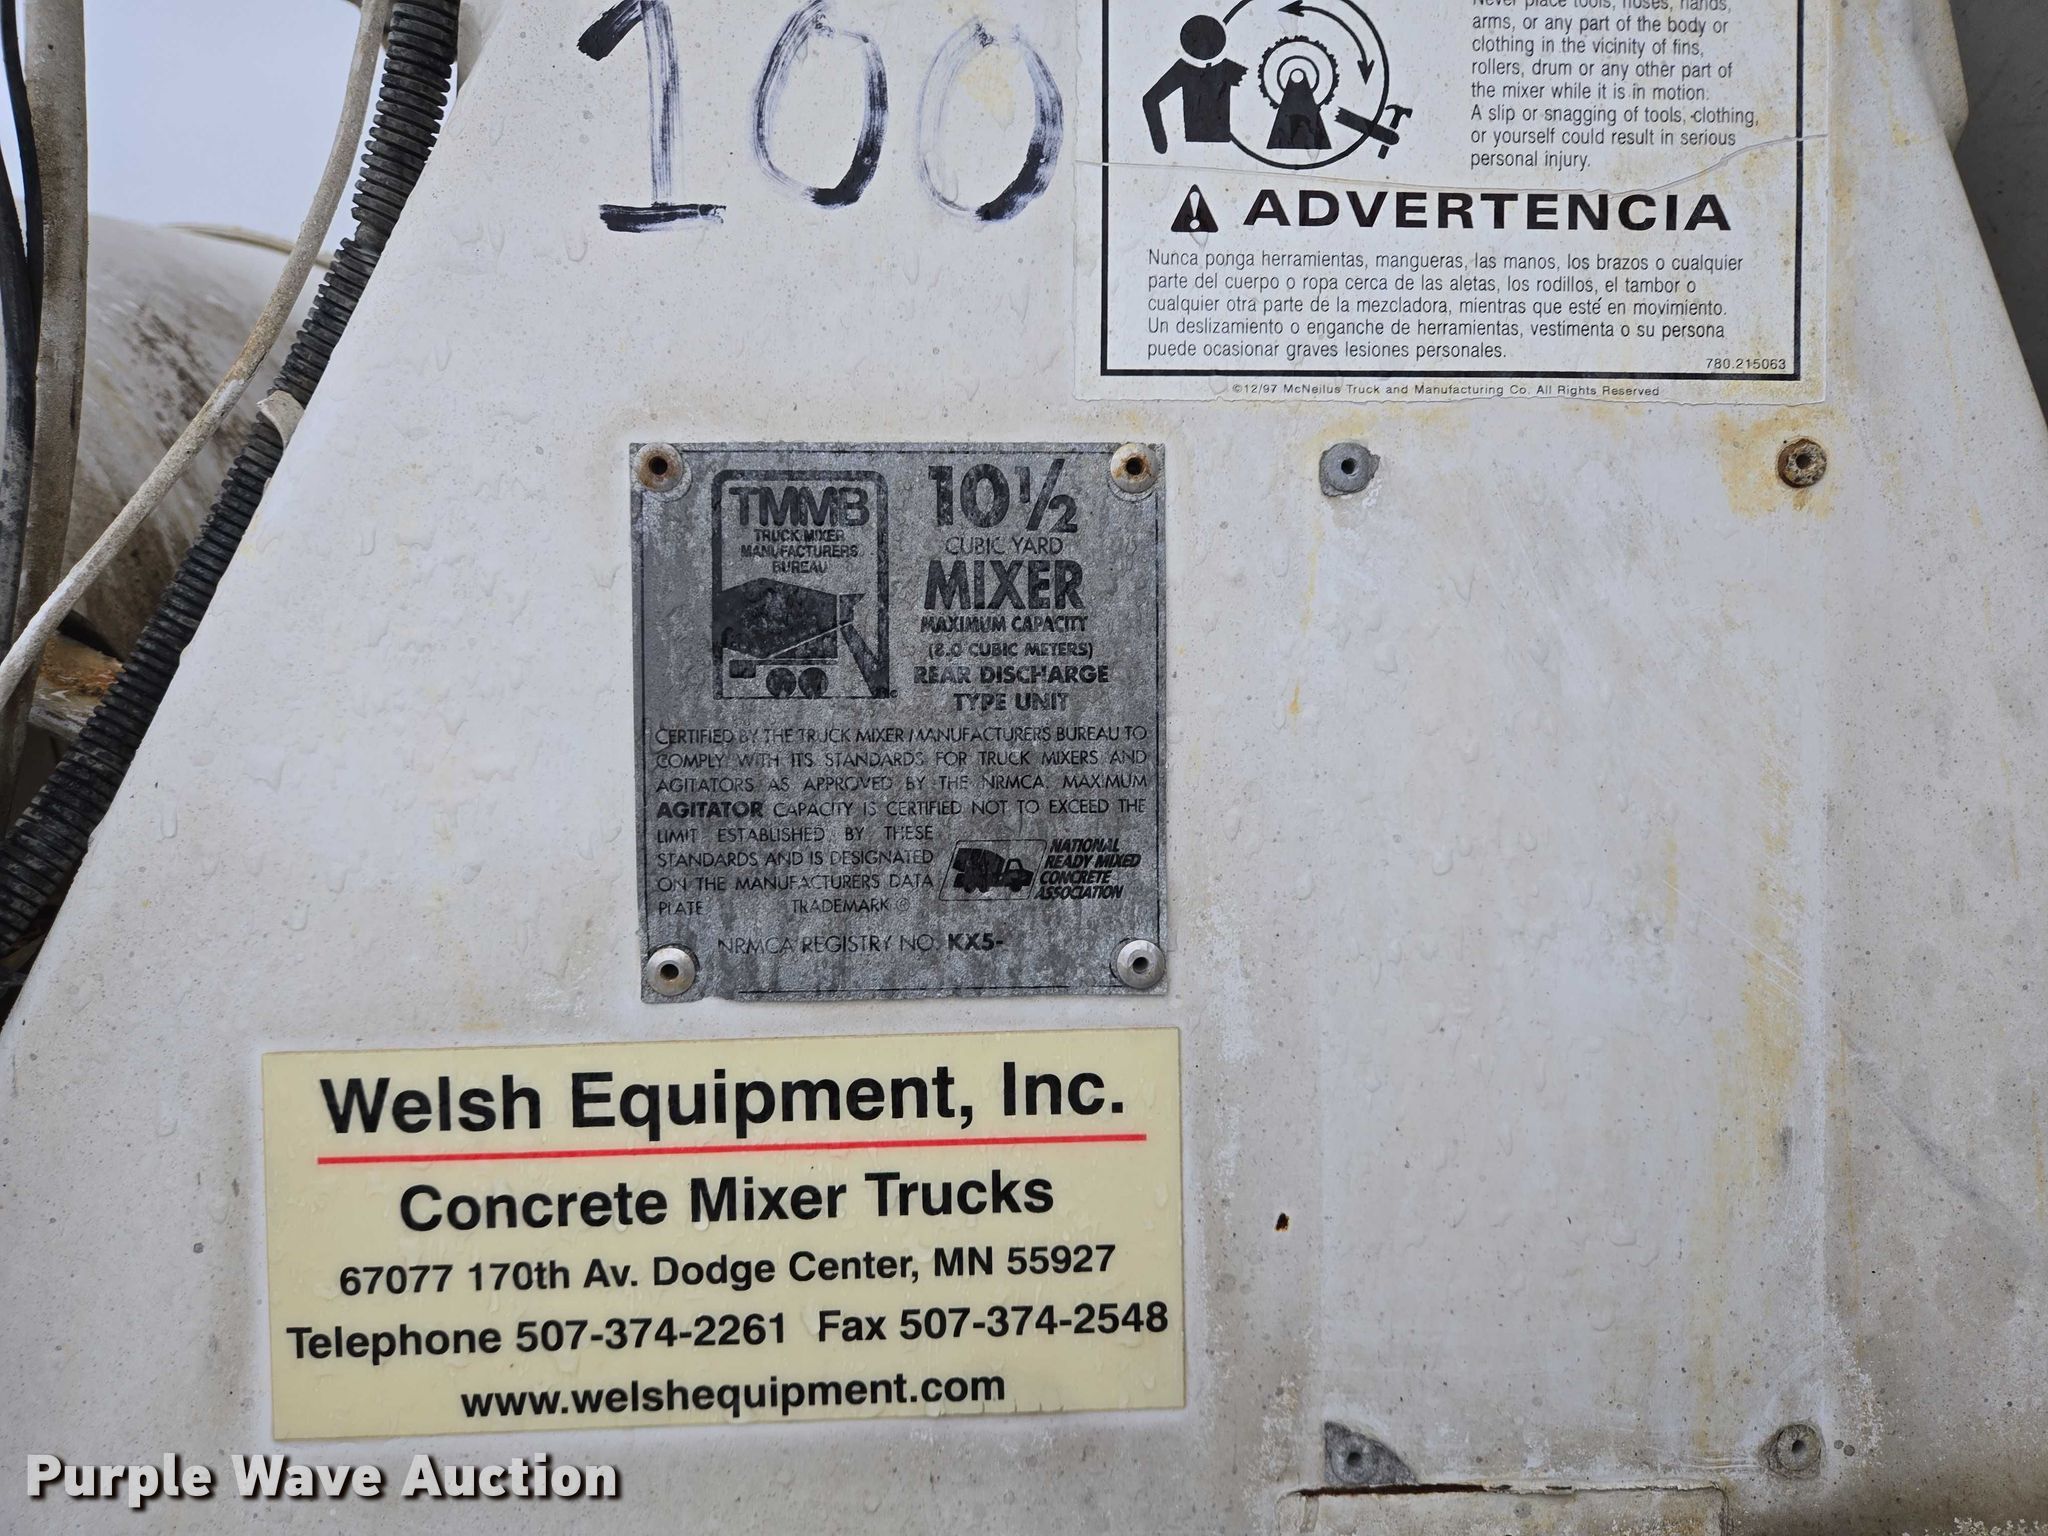 100
Never place tools, hoses, hands,
arms, or any part of the body or
clothing in the vicinity of fins,
rollers, drum or any other part of
the mixer while it is in motion.
A slip or snagging of tools, clothing,
or yourself could result in serious
personal injury.
ADVERTENCIA
Nunca ponga herramientas, mangueras, las manos, los brazos o cualquier
parte del cuerpo o ropa cerca de las aletas, los rodillos, el tambor o
cualquier otra parte de la mezcladora, mientras que esté en movimiento.
Un deslizamiento o enganche de herramientas, vestimenta o su persona
puede ocasionar graves lesiones personales.
780.215063
©12/97 McNeilus Truck and Manufacturing Co. All Rights Reserved
TMMB
TRUCK MIXER
MANUFACTURERS
BUREAU
10 1/2
CUBIC YARD
MIXER
MAXIMUM CAPACITY
(8.0 CUBIC METERS)
REAR DISCHARGE
TYPE UNIT
CERTIFIED BY THE TRUCK MIXER MANUFACTURERS BUREAU TO
COMPLY WITH ITS STANDARDS FOR TRUCK MIXERS AND
AGITATORS AS APPROVED BY THE NRMCA. MAXIMUM
AGITATOR CAPACITY IS CERTIFIED NOT TO EXCEED THE
LIMIT ESTABLISHED BY THESE
STANDARDS AND IS DESIGNATED
ON THE MANUFACTURERS DATA
PLATE TRADEMARK ©
NATIONAL
READY MIXED
CONCRETE
ASSOCIATION
NRMCA REGISTRY NO. KX5-
Welsh Equipment, Inc.
Concrete Mixer Trucks
67077 170th Av. Dodge Center, MN 55927
Telephone 507-374-2261 Fax 507-374-2548
www.welshequipment.com
Purple Wave Auction